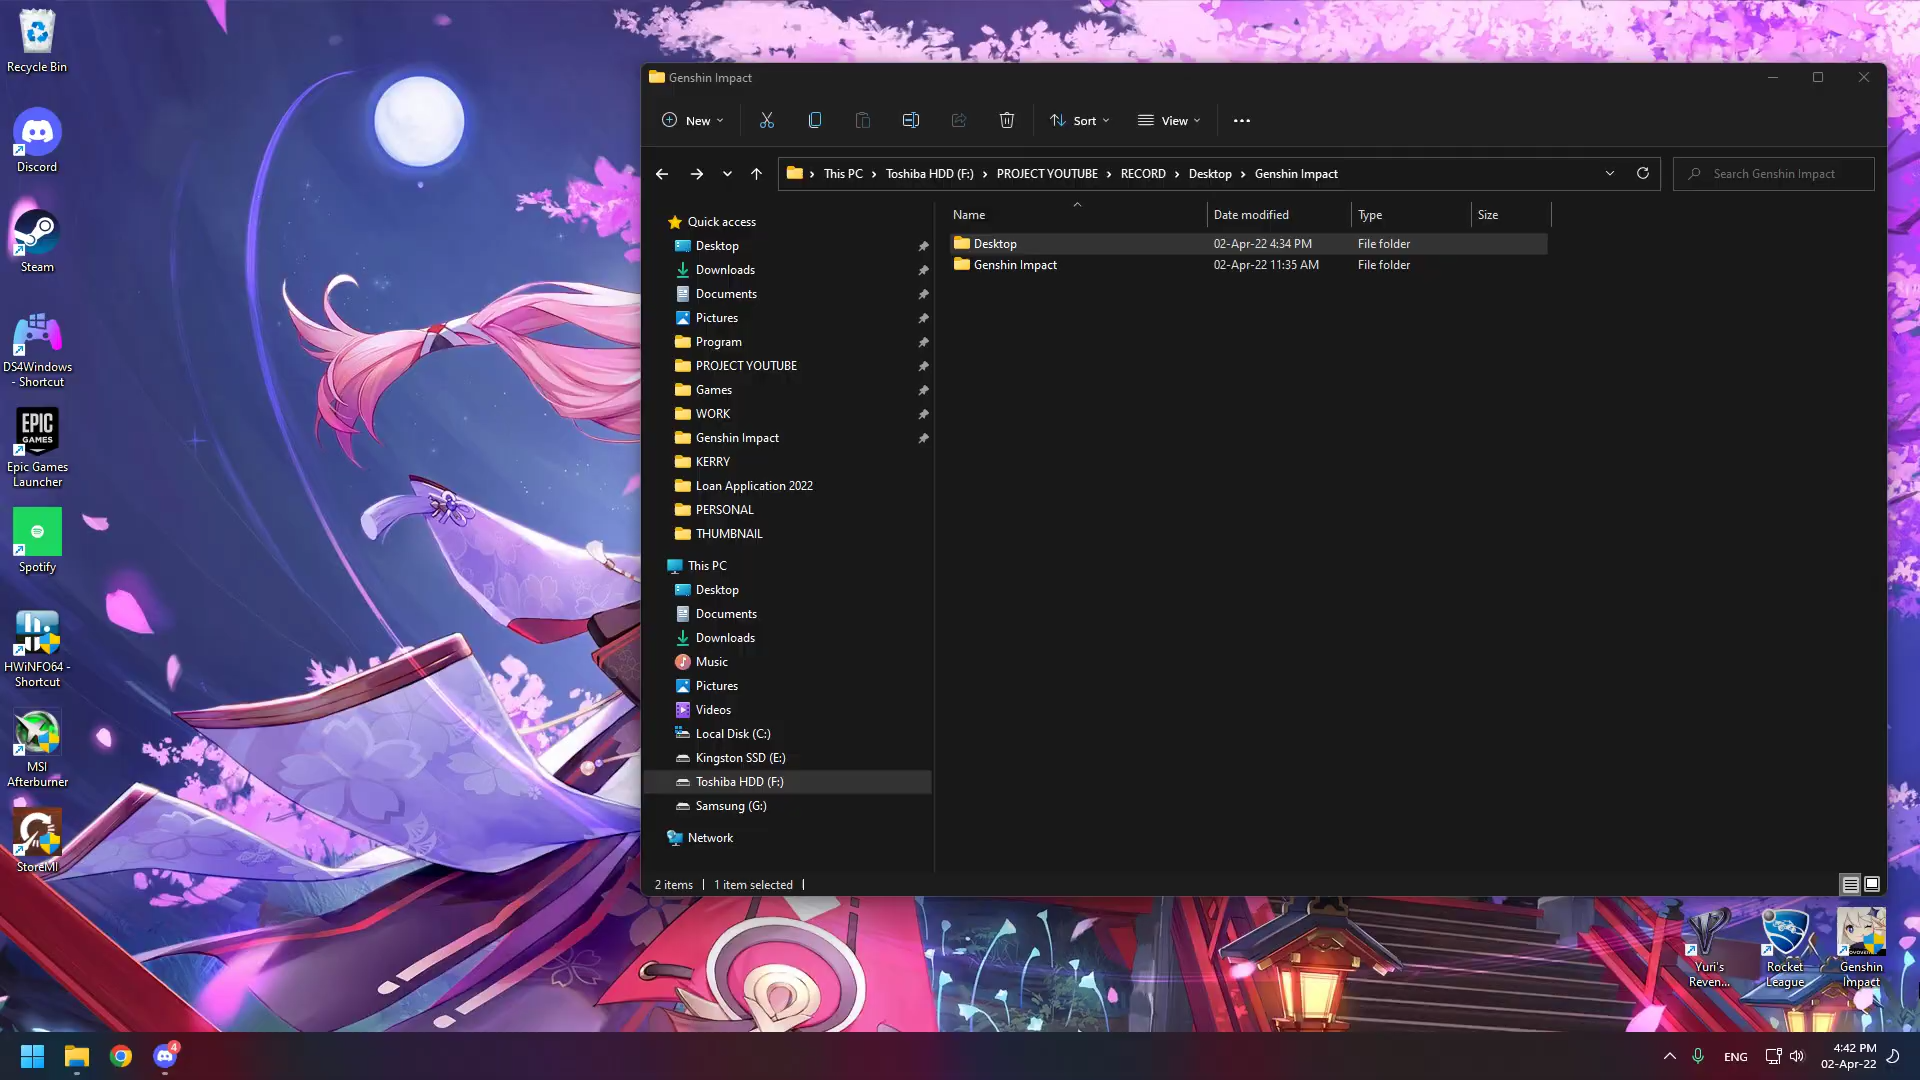 Recycle Bin
Discord
Steam
DS4Windows
- Shortcut
EPIC
GAMES
Epic Games
Launcher
Spotify
HWiNFO64 -
Shortcut
MSI
Afterburner
StoreMI
Genshin Impact
New
Sort
View
This PC
Toshiba HDD (F:)
PROJECT YOUTUBE
RECORD
Desktop
Genshin Impact
Search Genshin Impact
Quick access
Desktop
Downloads
Documents
Pictures
Program
PROJECT YOUTUBE
Games
WORK
Genshin Impact
KERRY
Loan Application 2022
PERSONAL
THUMBNAIL
This PC
Desktop
Documents
Downloads
Music
Pictures
Videos
Local Disk (C:)
Kingston SSD (E:)
Toshiba HDD (F:)
Samsung (G:)
Network
Name Date modified Type Size
Desktop 02-Apr-22 4:34 PM File folder
Genshin Impact 02-Apr-22 11:35 AM File folder
2 items 1 item selected
Yuri's
Reven...
Rocket
League
Genshin
Impact
4
ENG
4:42 PM
02-Apr-22